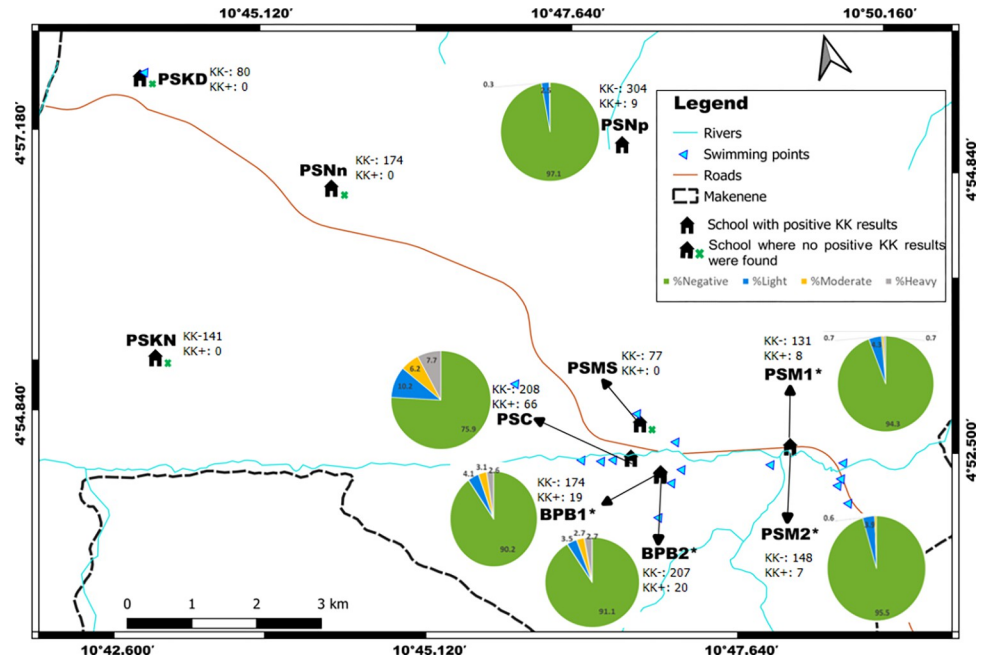 10°45.120′
10°47.640′
10°50.160′
4°57.180′
4°54.840′
4°54.840′
4°52.500′
PSKD
KK-: 80
KK+: 0
PSNn
KK-: 174
KK+: 0
0.3
97.1
KK-: 304
KK+: 9
PSNp
Legend
Rivers
Swimming points
Roads
Makenene
School with positive KK results
School where no positive KK results
were found
%Negative %Light %Moderate %Heavy
PSKN
KK-141
KK+: 0
7.7
6.2
10.2
75.9
KK-: 208
KK+: 66
PSC
KK-: 77
KK+: 0
PSMS
KK-: 131
KK+: 8
PSM1*
0.7
0.7
4.3
94.3
4.1
3.1
2.6
90.2
KK-: 174
KK+: 19
BPB1*
3.5
2.7
2.7
91.1
BPB2*
KK-: 207
KK+: 20
PSM2*
KK-: 148
KK+: 7
0.6
95.5
0 1 2 3 km
10°42.600′
10°45.120′
10°47.640′